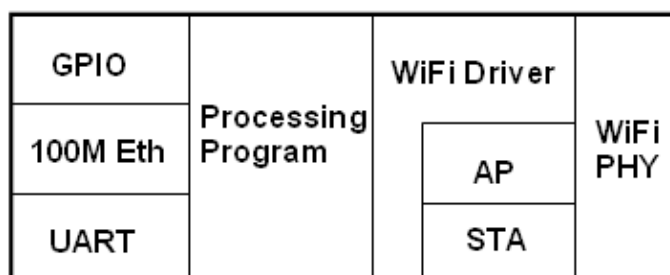 GPIO
100M Eth
UART
Processing
Program
WiFi Driver
AP
STA
WiFi
PHY